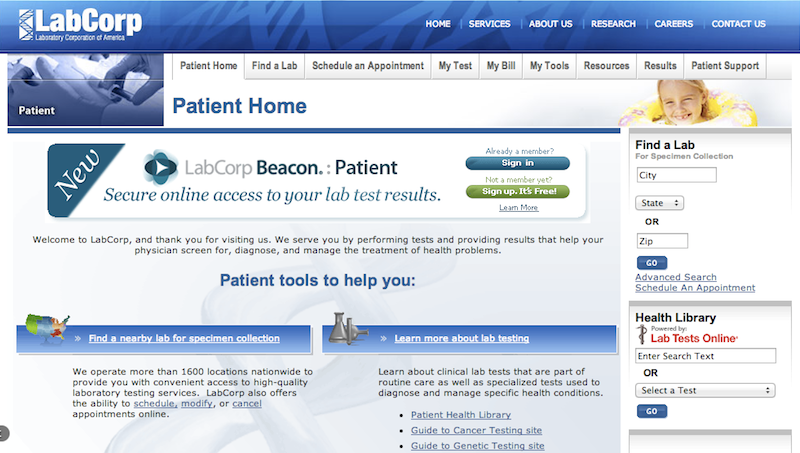 LabCorp
Laboratory Corporation of America
HOME SERVICES ABOUT US RESEARCH CAREERS CONTACT US
Patient Home Find a Lab Schedule an Appointment My Test My Bill My Tools Resources Results Patient Support
Patient
Patient Home
New
LabCorp Beacon®: Patient
Secure online access to your lab test results.
Already a member?
Sign in
Not a member yet?
Sign up. It's Free!
Learn More
Welcome to LabCorp, and thank you for visiting us. We serve you by performing tests and providing results that help your
physician screen for, diagnose, and manage the treatment of health problems.
Patient tools to help you:
» Find a nearby lab for specimen collection
We operate more than 1600 locations nationwide to
provide you with convenient access to high-quality
laboratory testing services. LabCorp also offers
the ability to schedule, modify, or cancel
appointments online.
» Learn more about lab testing
Learn about clinical lab tests that are part of
routine care as well as specialized tests used to
diagnose and manage specific health conditions.
• Patient Health Library
• Guide to Cancer Testing site
• Guide to Genetic Testing site
Find a Lab
For Specimen Collection
City
State
OR
Zip
GO
Advanced Search
Schedule An Appointment
Health Library
Powered by:
Lab Tests Online®
Enter Search Text
OR
Select a Test
GO